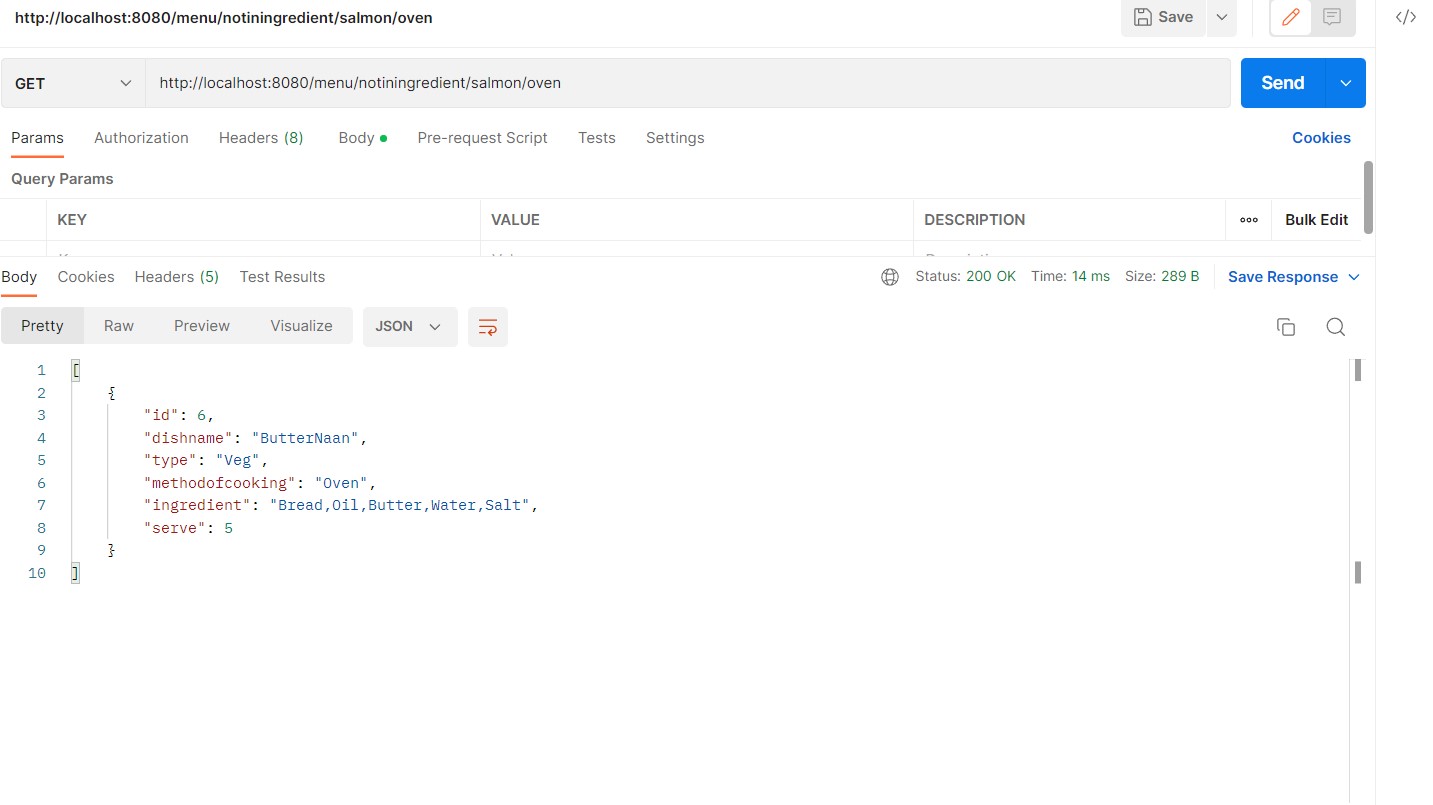 http://localhost:8080/menu/notiningredient/salmon/oven
Save
GET
http://localhost:8080/menu/notiningredient/salmon/oven
Send
Params Authorization Headers (8) Body Pre-request Script Tests Settings Cookies
Query Params
KEY VALUE DESCRIPTION ooo Bulk Edit
Body Cookies Headers (5) Test Results Status: 200 OK Time: 14 ms Size: 289 B Save Response
Pretty Raw Preview Visualize JSON
1 [
2 {
3 "id": 6,
4 "dishname": "ButterNaan",
5 "type": "Veg",
6 "methodofcooking": "Oven",
7 "ingredient": "Bread,Oil,Butter,Water,Salt",
8 "serve": 5
9 }
10 ]